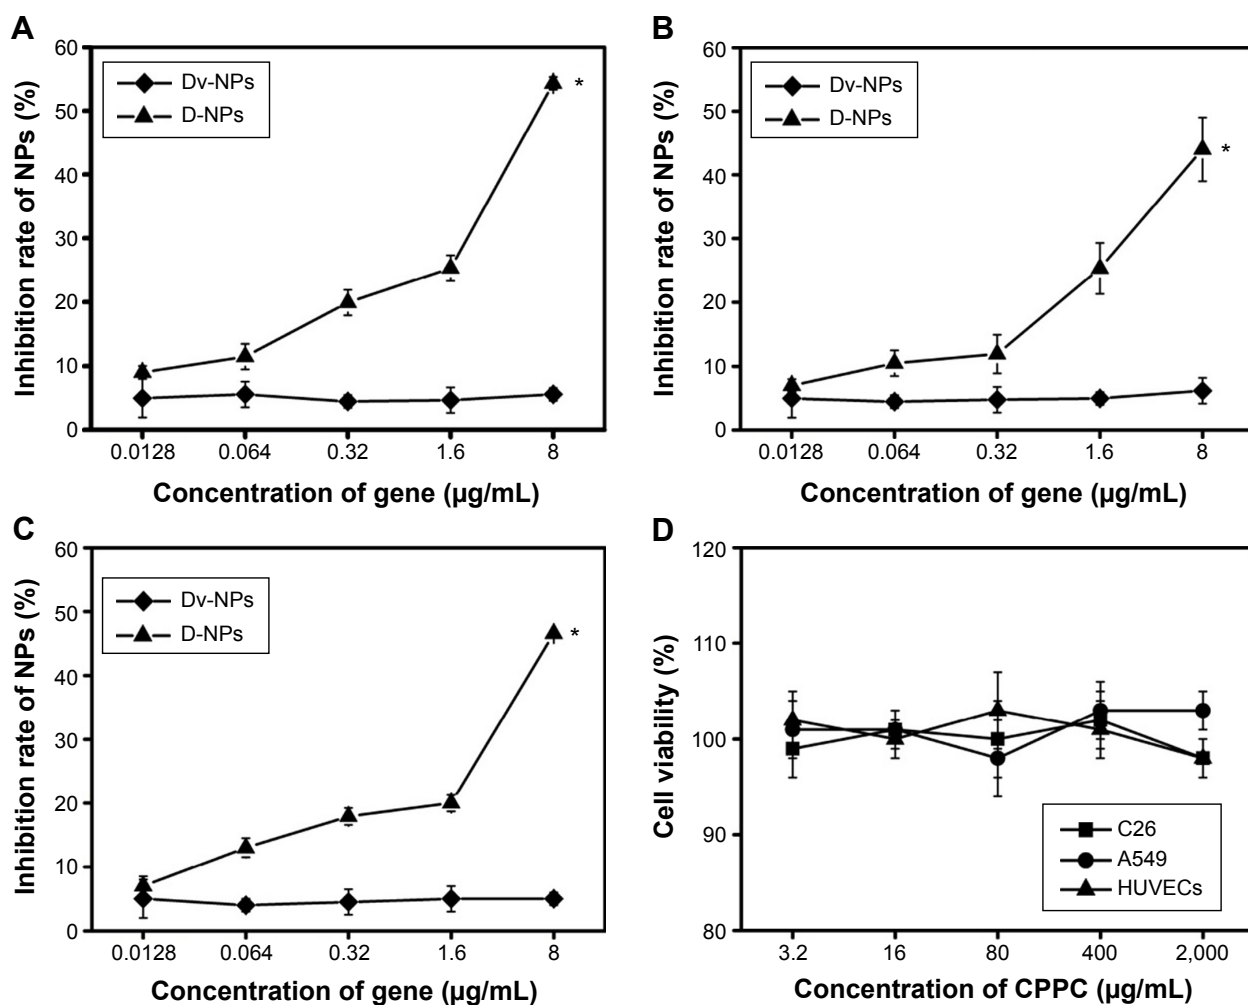 A
Inhibition rate of NPs (%)
60
50
40
30
20
10
0
Dv-NPs
D-NPs
*
0.0128 0.064 0.32 1.6 8
Concentration of gene (µg/mL)
B
Inhibition rate of NPs (%)
60
50
40
30
20
10
0
Dv-NPs
D-NPs
*
0.0128 0.064 0.32 1.6 8
Concentration of gene (µg/mL)
C
Inhibition rate of NPs (%)
60
50
40
30
20
10
0
Dv-NPs
D-NPs
*
0.0128 0.064 0.32 1.6 8
Concentration of gene (µg/mL)
D
Cell viability (%)
120
110
100
90
80
C26
A549
HUVECs
3.2 16 80 400 2,000
Concentration of CPPC (µg/mL)